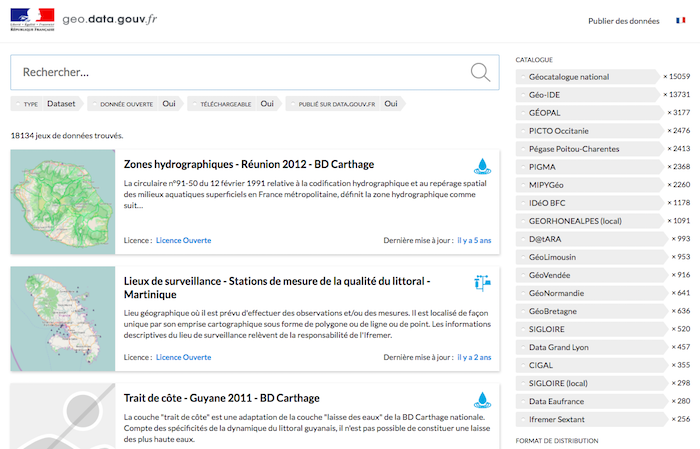 Liberté • Égalité • Fraternité
RÉPUBLIQUE FRANÇAISE
geo.data.gouv.fr
Publier des données
Rechercher...
TYPE Dataset
DONNÉE OUVERTE Oui
TÉLÉCHARGEABLE Oui
PUBLIÉ SUR DATA.GOUV.FR Oui
18134 jeux de données trouvés.
Zones hydrographiques - Réunion 2012 - BD Carthage
La circulaire n°91-50 du 12 février 1991 relative à la codification hydrographique et au repérage spatial
des milieux aquatiques superficiels en France métropolitaine, définit la zone hydrographique comme
suit...
Licence : Licence Ouverte
Dernière mise à jour : il y a 5 ans
Lieux de surveillance - Stations de mesure de la qualité du littoral -
Martinique
Lieu géographique où il est prévu d'effectuer des observations et/ou des mesures. Il est localisé de façon
unique par son emprise cartographique sous forme de polygone ou de ligne ou de point. Les informations
descriptives du lieu de surveillance relèvent de la responsabilité de l'Ifremer.
Licence : Licence Ouverte
Dernière mise à jour : il y a 2 ans
Trait de côte - Guyane 2011 - BD Carthage
La couche "trait de côte" est une adaptation de la couche "laisse des eaux" de la BD Carthage nationale.
Compte des spécificités de la dynamique du littoral guyanais, il n'est pas possible de constituer une laisse
des plus haute eaux.
CATALOGUE
Géocatalogue national × 15059
Géo-IDE × 13731
GÉOPAL × 3177
PICTO Occitanie × 2476
Pégase Poitou-Charentes × 2413
PIGMA × 2368
MIPYGéo × 2260
IDéO BFC × 1178
GEORHONEALPES (local) × 1091
D@tARA × 993
GéoLimousin × 953
GéoVendée × 916
GéoNormandie × 641
GéoBretagne × 636
SIGLOIRE × 520
Data Grand Lyon × 457
CIGAL × 355
SIGLOIRE (local) × 298
Data Eaufrance × 280
Ifremer Sextant × 256
FORMAT DE DISTRIBUTION